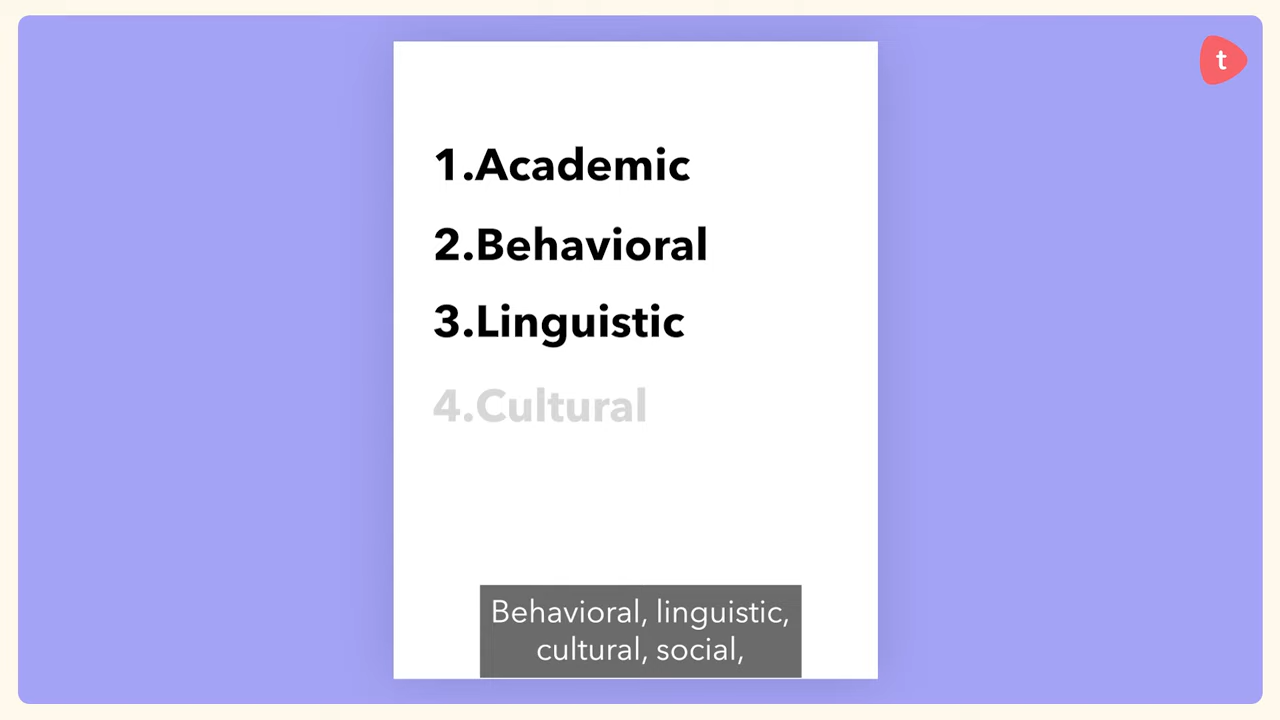 t
1.Academic
2.Behavioral
3.Linguistic
4.Cultural
Behavioral, linguistic,
cultural, social,